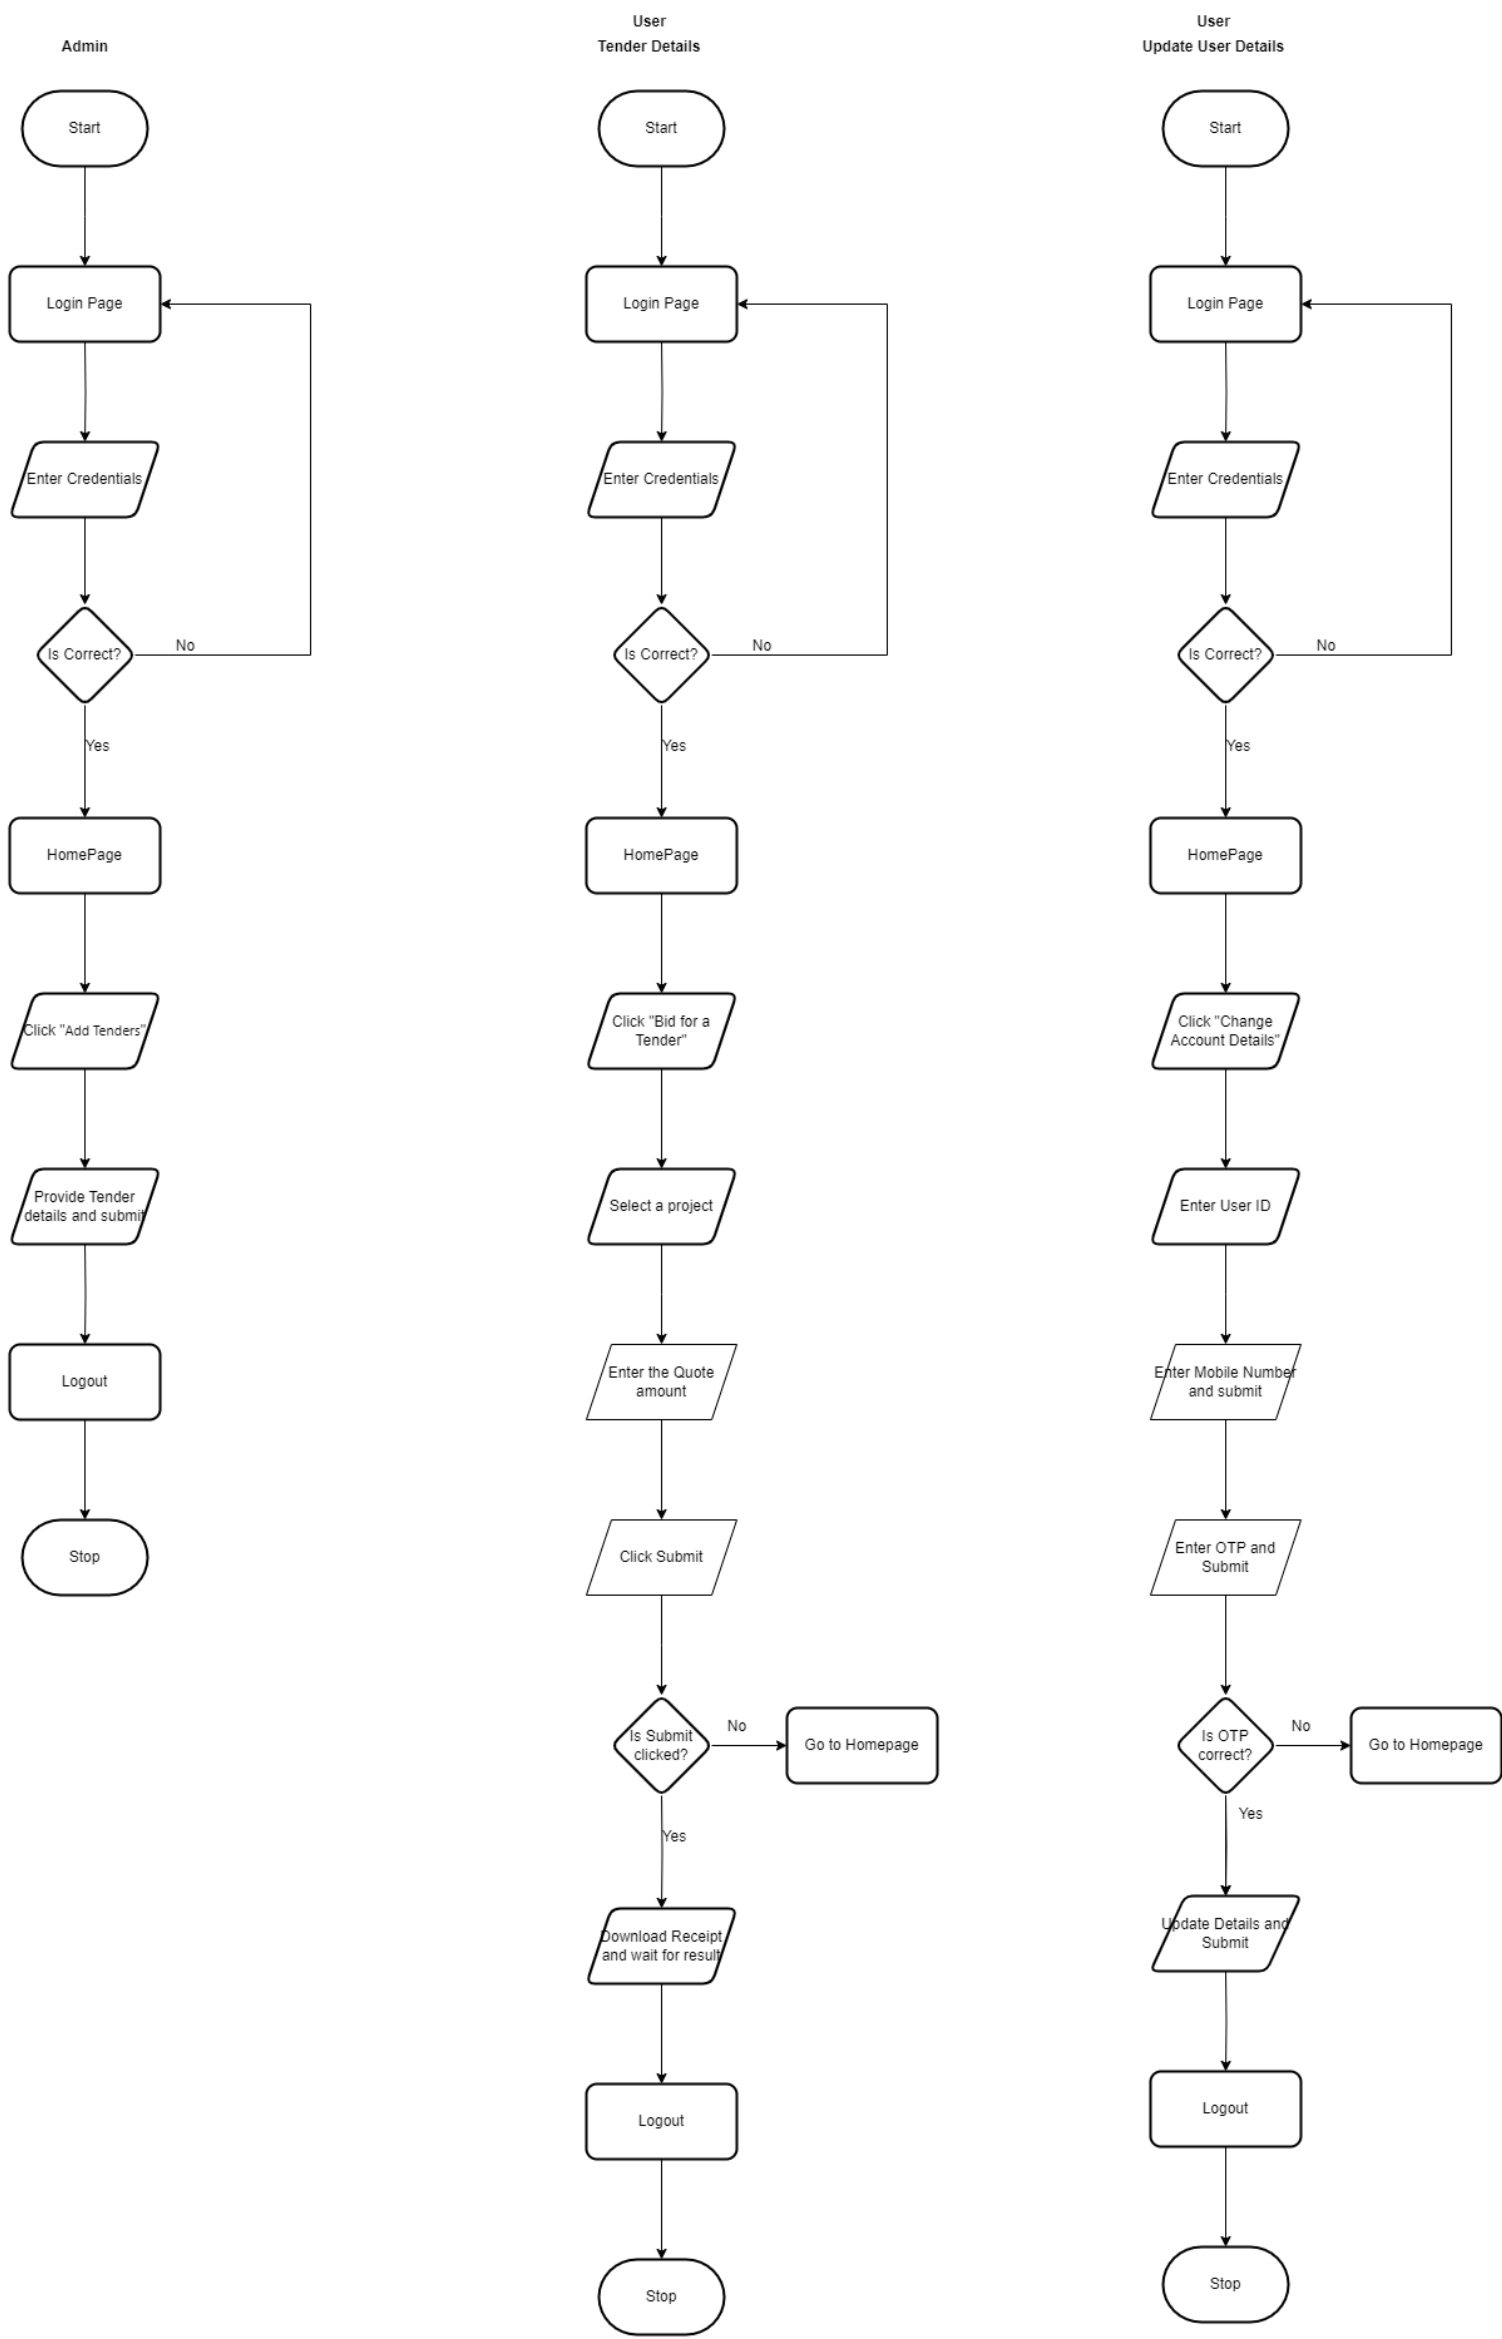 Admin
Start
Login Page
Enter Credentials
Is Correct?
No
Yes
HomePage
Click "Add Tenders"
Provide Tender
details and submit
Logout
Stop
User
Tender Details
Start
Login Page
Enter Credentials
Is Correct?
No
Yes
HomePage
Click "Bid for a
Tender"
Select a project
Enter the Quote
amount
Click Submit
Is Submit
clicked?
No
Go to Homepage
Yes
Download Receipt
and wait for result
Logout
Stop
User
Update User Details
Start
Login Page
Enter Credentials
Is Correct?
No
Yes
HomePage
Click "Change
Account Details"
Enter User ID
Enter Mobile Number
and submit
Enter OTP and
Submit
Is OTP
correct?
No
Go to Homepage
Yes
Update Details and
Submit
Logout
Stop